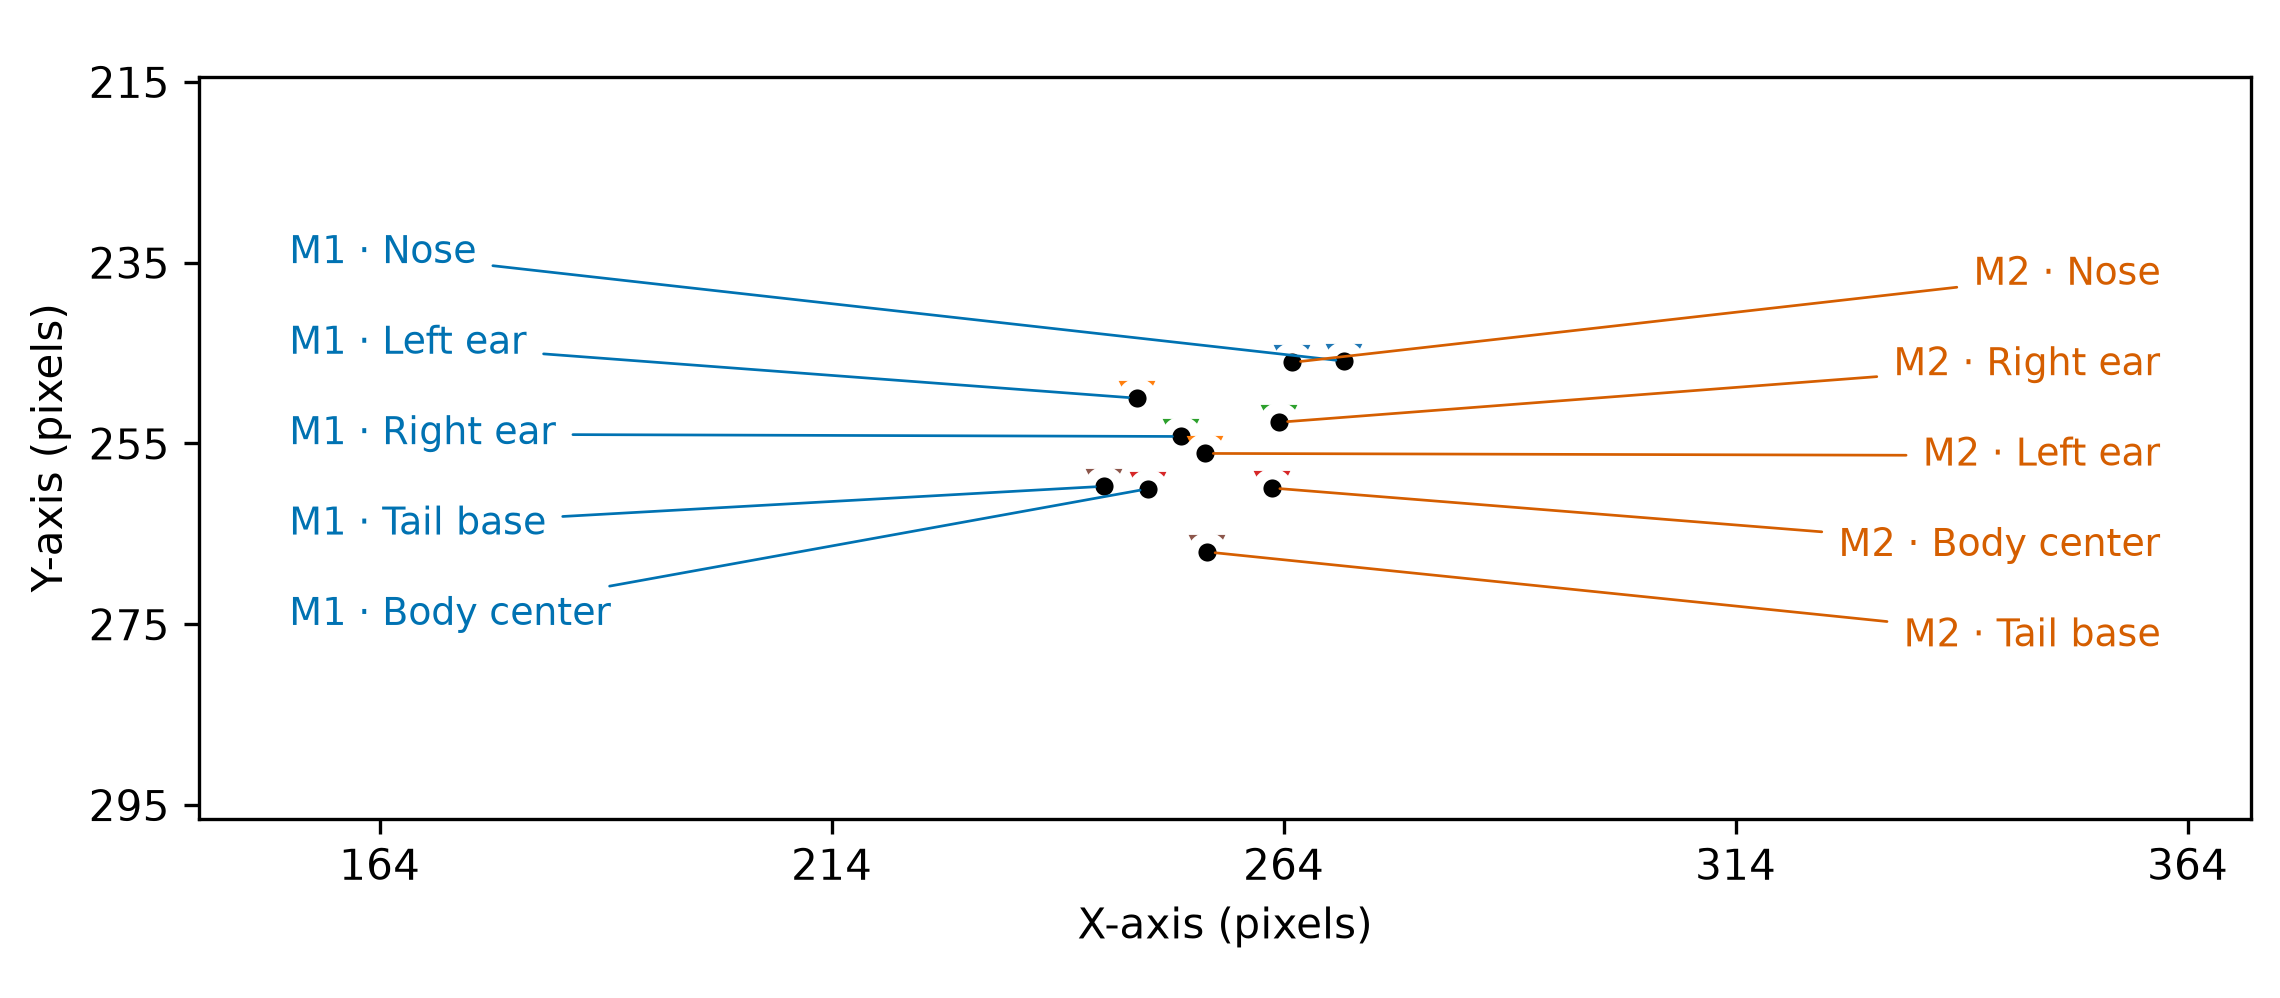 215
235
255
275
295
Y-axis (pixels)
M1 · Nose
M1 · Left ear
M1 · Right ear
M1 · Tail base
M1 · Body center
M2 · Nose
M2 · Right ear
M2 · Left ear
M2 · Body center
M2 · Tail base
164 214 264 314 364
X-axis (pixels)